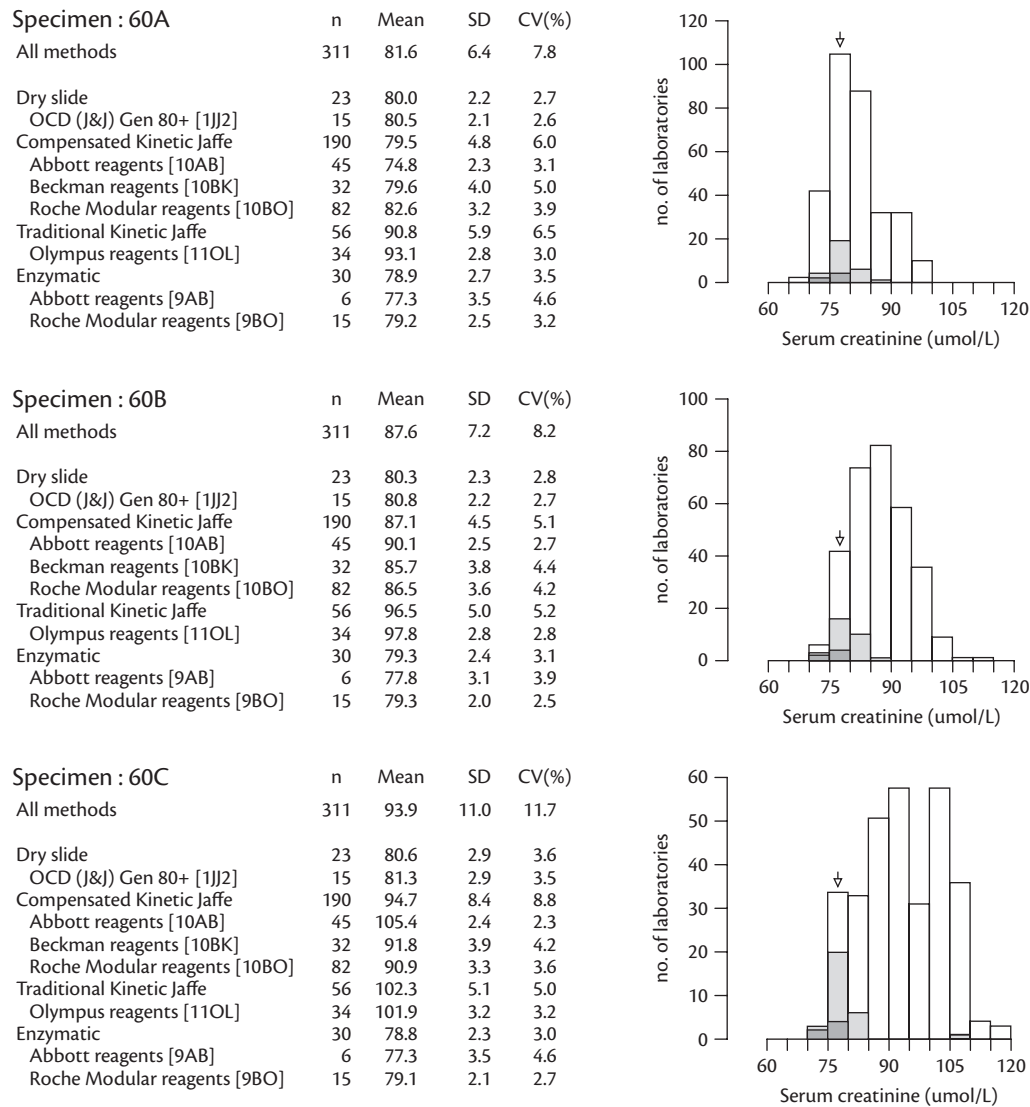 Specimen : 60A n Mean SD CV(%)
All methods 311 81.6 6.4 7.8
Dry slide 23 80.0 2.2 2.7
OCD (J&J) Gen 80+ [1JJ2] 15 80.5 2.1 2.6
Compensated Kinetic Jaffe 190 79.5 4.8 6.0
Abbott reagents [10AB] 45 74.8 2.3 3.1
Beckman reagents [10BK] 32 79.6 4.0 5.0
Roche Modular reagents [10BO] 82 82.6 3.2 3.9
Traditional Kinetic Jaffe 56 90.8 5.9 6.5
Olympus reagents [11OL] 34 93.1 2.8 3.0
Enzymatic 30 78.9 2.7 3.5
Abbott reagents [9AB] 6 77.3 3.5 4.6
Roche Modular reagents [9BO] 15 79.2 2.5 3.2
120
100
80
60
40
20
0
no. of laboratories
60 75 90 105 120
Serum creatinine (umol/L)
Specimen : 60B n Mean SD CV(%)
All methods 311 87.6 7.2 8.2
Dry slide 23 80.3 2.3 2.8
OCD (J&J) Gen 80+ [1JJ2] 15 80.8 2.2 2.7
Compensated Kinetic Jaffe 190 87.1 4.5 5.1
Abbott reagents [10AB] 45 90.1 2.5 2.7
Beckman reagents [10BK] 32 85.7 3.8 4.4
Roche Modular reagents [10BO] 82 86.5 3.6 4.2
Traditional Kinetic Jaffe 56 96.5 5.0 5.2
Olympus reagents [11OL] 34 97.8 2.8 2.8
Enzymatic 30 79.3 2.4 3.1
Abbott reagents [9AB] 6 77.8 3.1 3.9
Roche Modular reagents [9BO] 15 79.3 2.0 2.5
100
80
60
40
20
0
no. of laboratories
60 75 90 105 120
Serum creatinine (umol/L)
Specimen : 60C n Mean SD CV(%)
All methods 311 93.9 11.0 11.7
Dry slide 23 80.6 2.9 3.6
OCD (J&J) Gen 80+ [1JJ2] 15 81.3 2.9 3.5
Compensated Kinetic Jaffe 190 94.7 8.4 8.8
Abbott reagents [10AB] 45 105.4 2.4 2.3
Beckman reagents [10BK] 32 91.8 3.9 4.2
Roche Modular reagents [10BO] 82 90.9 3.3 3.6
Traditional Kinetic Jaffe 56 102.3 5.1 5.0
Olympus reagents [11OL] 34 101.9 3.2 3.2
Enzymatic 30 78.8 2.3 3.0
Abbott reagents [9AB] 6 77.3 3.5 4.6
Roche Modular reagents [9BO] 15 79.1 2.1 2.7
60
50
40
30
20
10
0
no. of laboratories
60 75 90 105 120
Serum creatinine (umol/L)